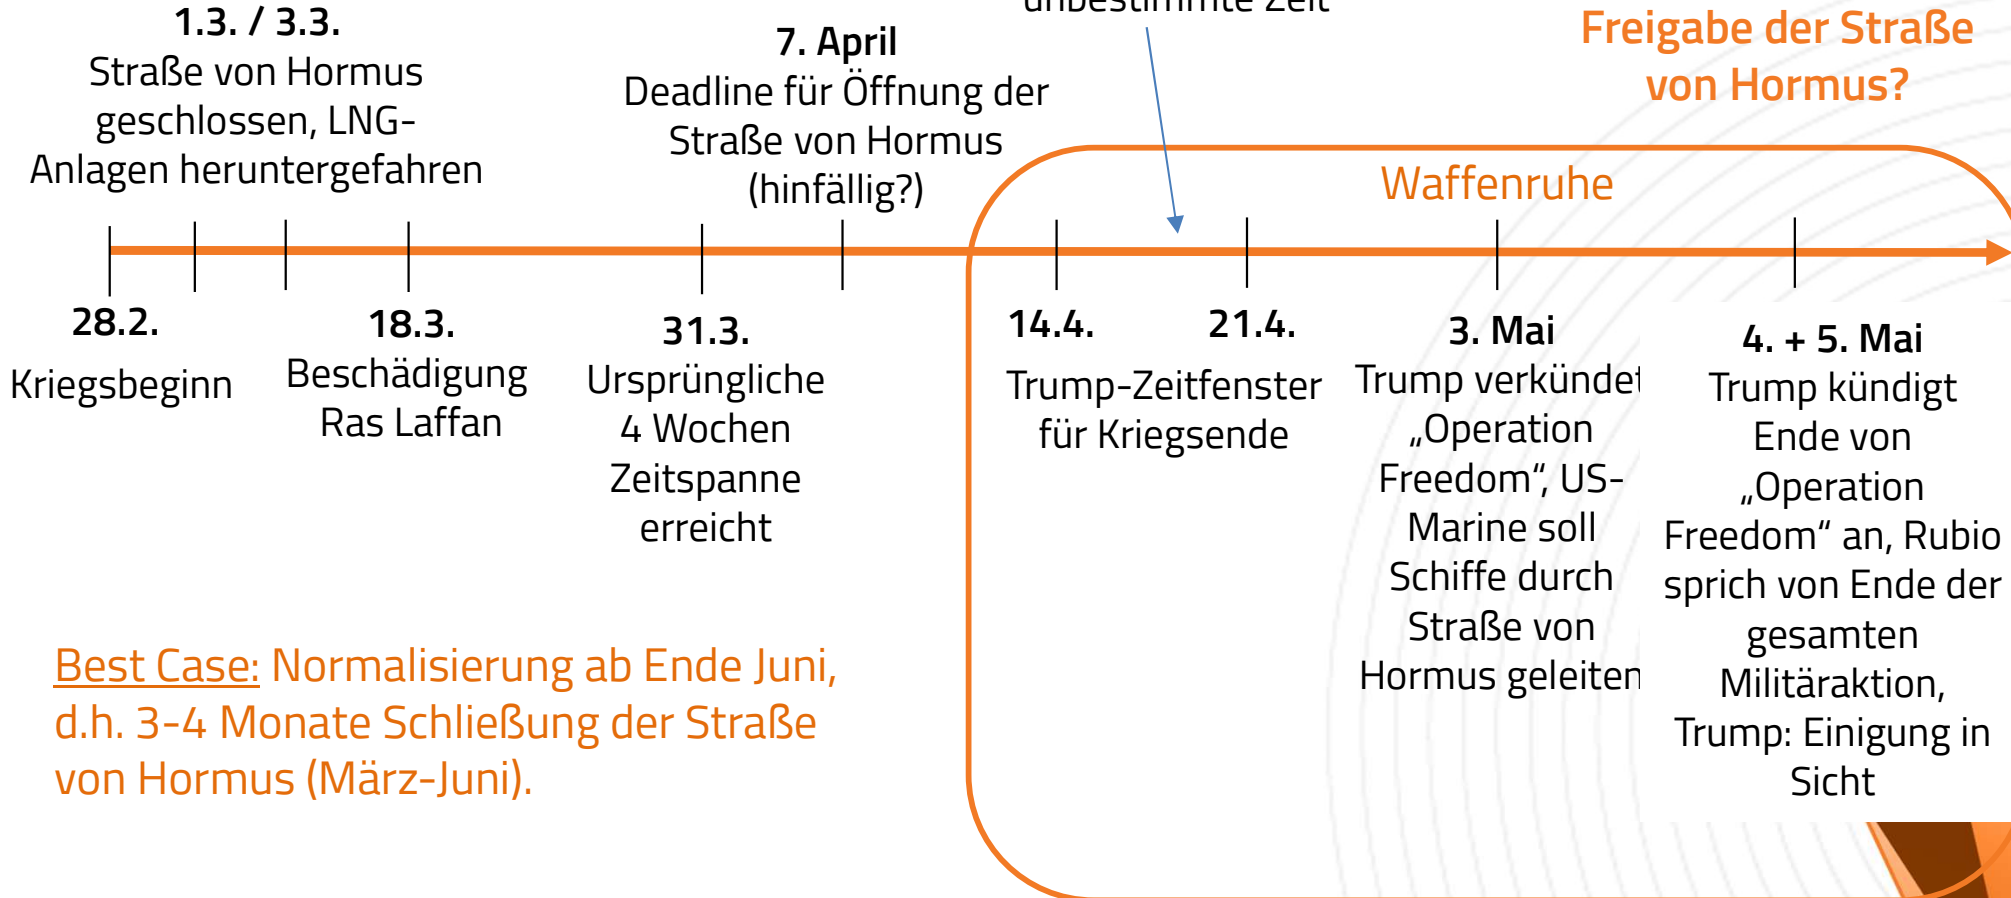 1.3. / 3.3.
Straße von Hormus
geschlossen, LNG-
Anlagen heruntergefahren
7. April
Deadline für Öffnung der
Straße von Hormus
(hinfällig?)
unbestimmte Zeit
Freigabe der Straße
von Hormus?
Waffenruhe
28.2.
Kriegsbeginn
18.3.
Beschädigung
Ras Laffan
31.3.
Ursprüngliche
4 Wochen
Zeitspanne
erreicht
14.4. 21.4.
Trump-Zeitfenster
für Kriegsende
3. Mai
Trump verkündet
„Operation
Freedom“, US-
Marine soll
Schiffe durch
Straße von
Hormus geleiten
4. + 5. Mai
Trump kündigt
Ende von
„Operation
Freedom“ an, Rubio
sprich von Ende der
gesamten
Militäraktion,
Trump: Einigung in
Sicht
Best Case: Normalisierung ab Ende Juni,
d.h. 3-4 Monate Schließung der Straße
von Hormus (März-Juni).